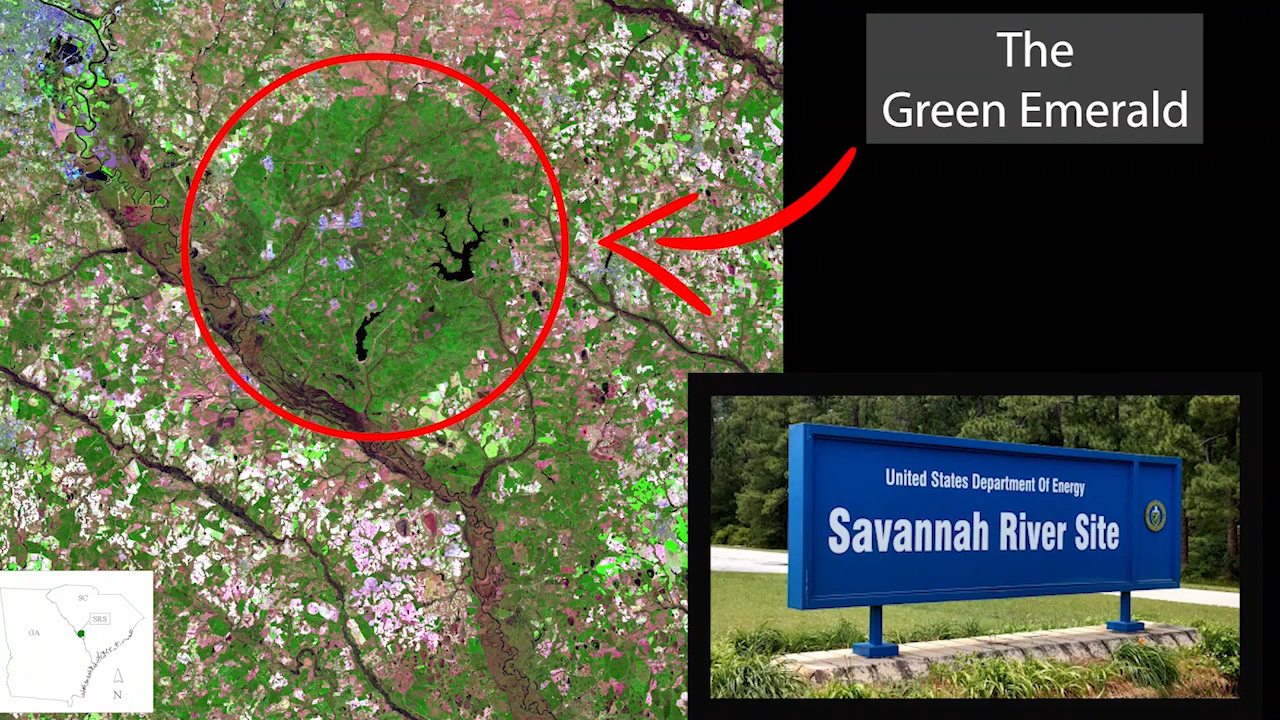 The
Green Emerald
United States Department Of Energy
Savannah River Site
SC
SRS
GA
N